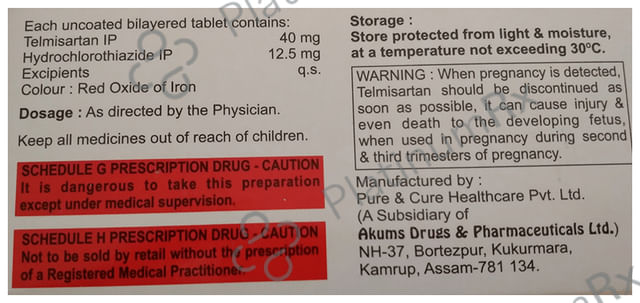 Each uncoated bilayered tablet contains:
Telmisartan IP 40 mg
Hydrochlorothiazide IP 12.5 mg
Excipients q.s.
Colour : Red Oxide of Iron
Dosage : As directed by the Physician.
Keep all medicines out of reach of children.
SCHEDULE G PRESCRIPTION DRUG - CAUTION
It is dangerous to take this preparation
except under medical supervision.
SCHEDULE H PRESCRIPTION DRUG - CAUTION
Not to be sold by retail without the prescription
of a Registered Medical Practitioner.
Storage :
Store protected from light & moisture,
at a temperature not exceeding 30°C.
WARNING : When pregnancy is detected,
Telmisartan should be discontinued as
soon as possible, it can cause injury &
even death to the developing fetus,
when used in pregnancy during second
& third trimesters of pregnancy.
Manufactured by :
Pure & Cure Healthcare Pvt. Ltd.
(A Subsidiary of
Akums Drugs & Pharmaceuticals Ltd.)
NH-37, Bortezpur, Kukurmara,
Kamrup, Assam-781 134.
PlatinumRx